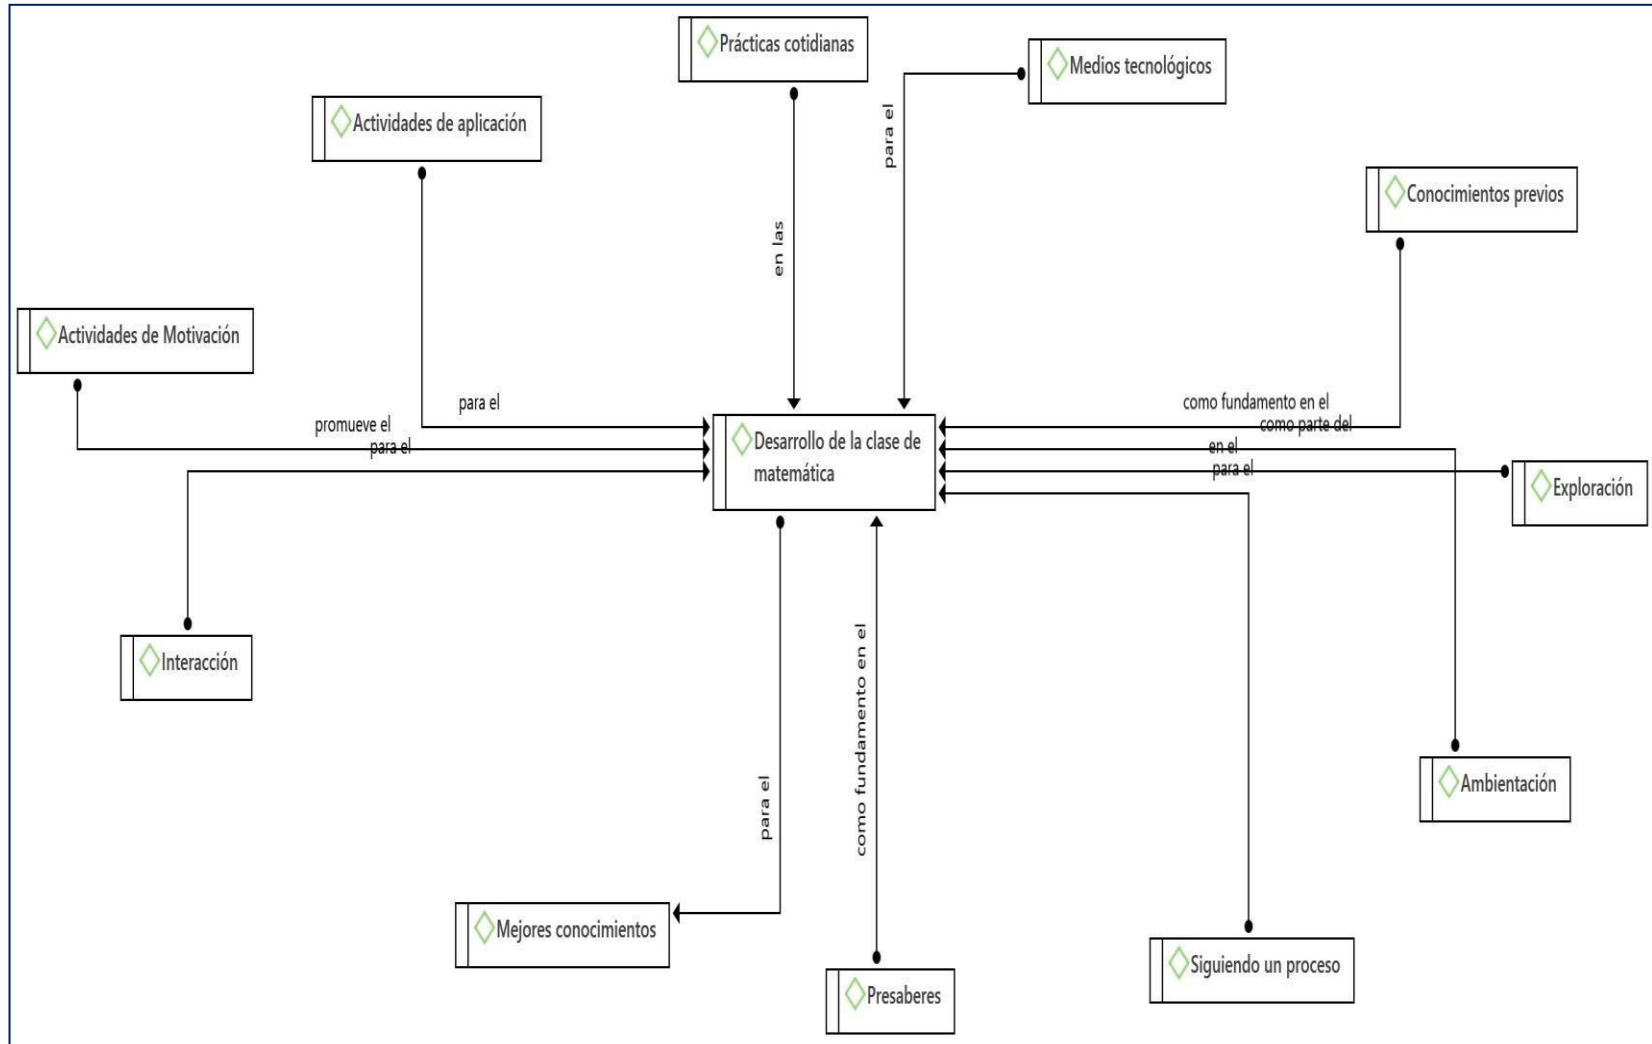 Prácticas cotidianas
Medios tecnológicos
Actividades de aplicación
para el
Conocimientos previos
en las
Actividades de Motivación
para el
como fundamento en el
promueve el
como parte del
para el
Desarrollo de la clase de
matemática
en el
para el
Exploración
Interacción
como fundamento en el
para el
Ambientación
Mejores conocimientos
Siguiendo un proceso
Presaberes